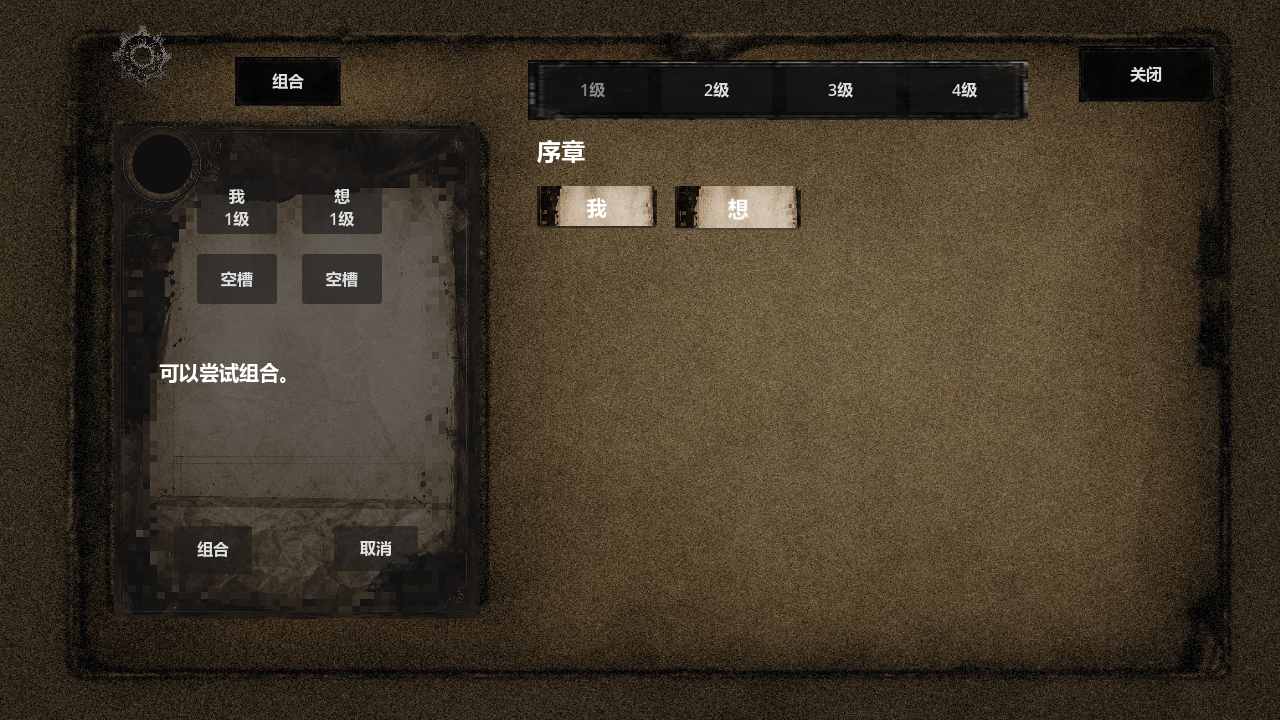 组合
1级 2级 3级 4级
关闭
序章
我 想
我 想
1级 1级
空槽 空槽
可以尝试组合。
组合 取消